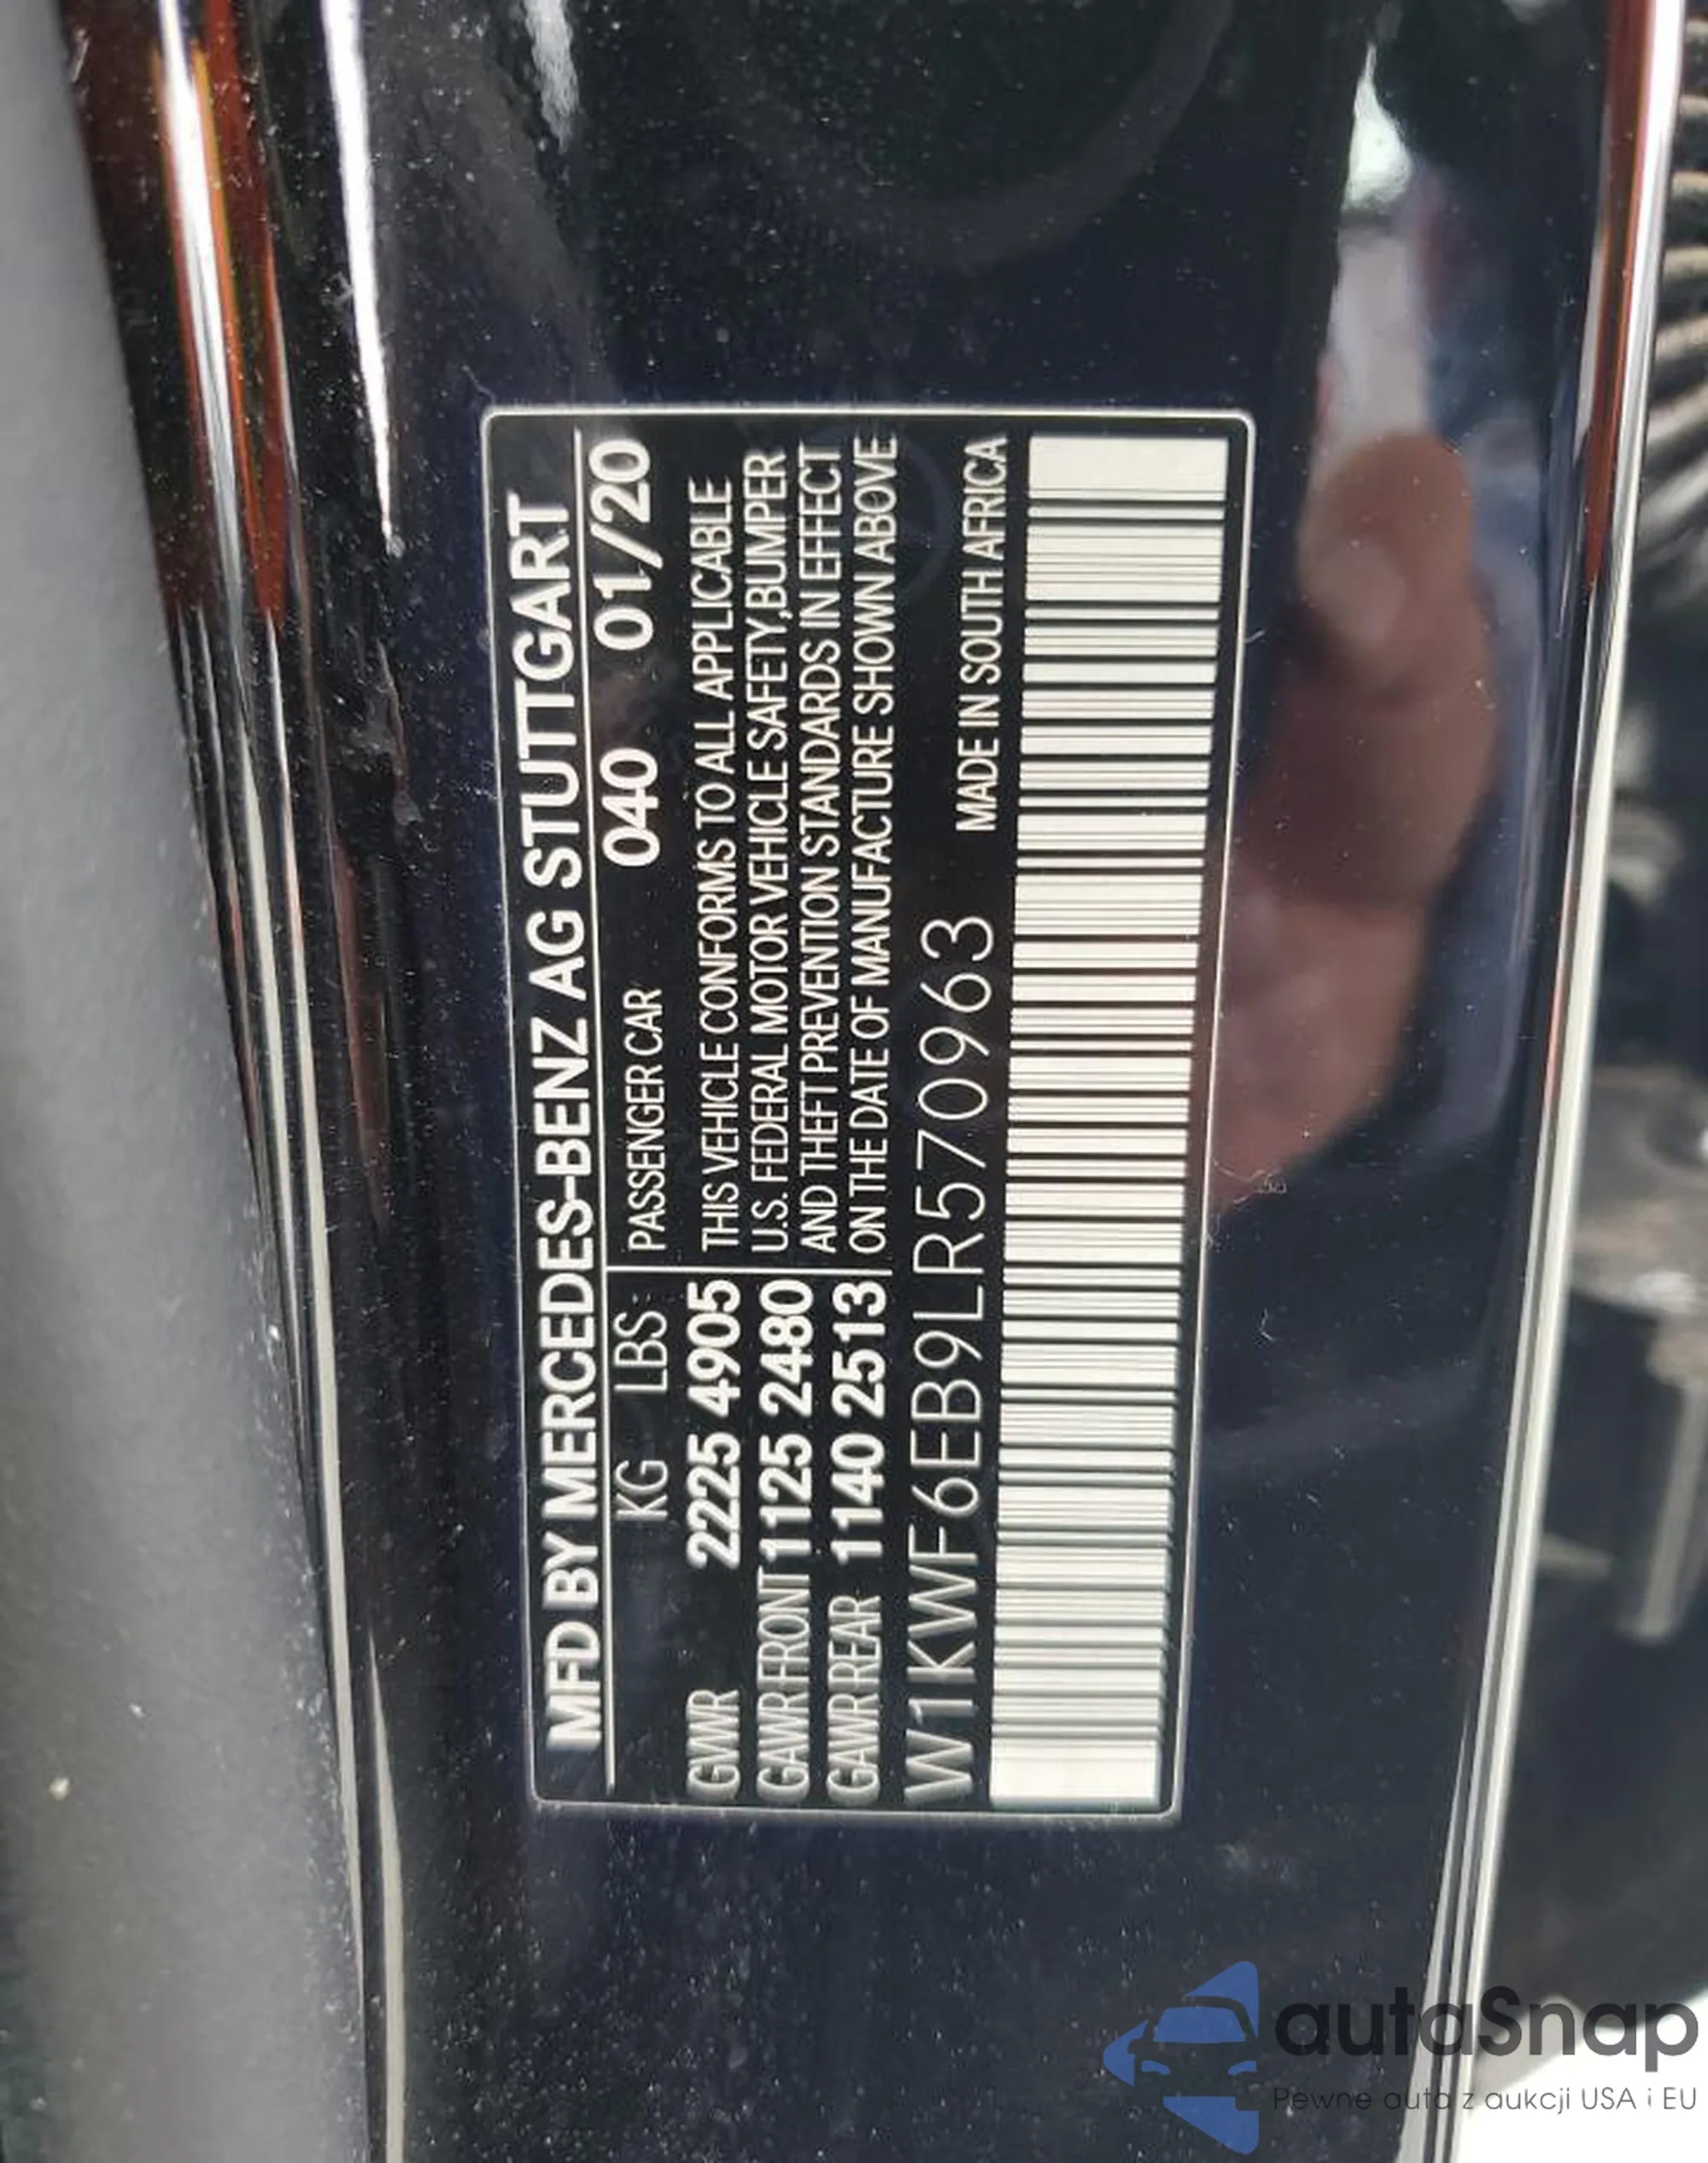 MFD BY MERCEDES-BENZ AG STUTTGART
KG LBS PASSENGER CAR 040 01/20
GVWR 2225 4905 THIS VEHICLE CONFORMS TO ALL APPLICABLE
GAWR FRONT 1125 2480 U.S. FEDERAL MOTOR VEHICLE SAFETY,BUMPER
GAWR REAR 1140 2513 AND THEFT PREVENTION STANDARDS IN EFFECT
ON THE DATE OF MANUFACTURE SHOWN ABOVE
W1KWF6EB9LR570963 MADE IN SOUTH AFRICA
autaSnap
Pewne auta z aukcji USA i EU